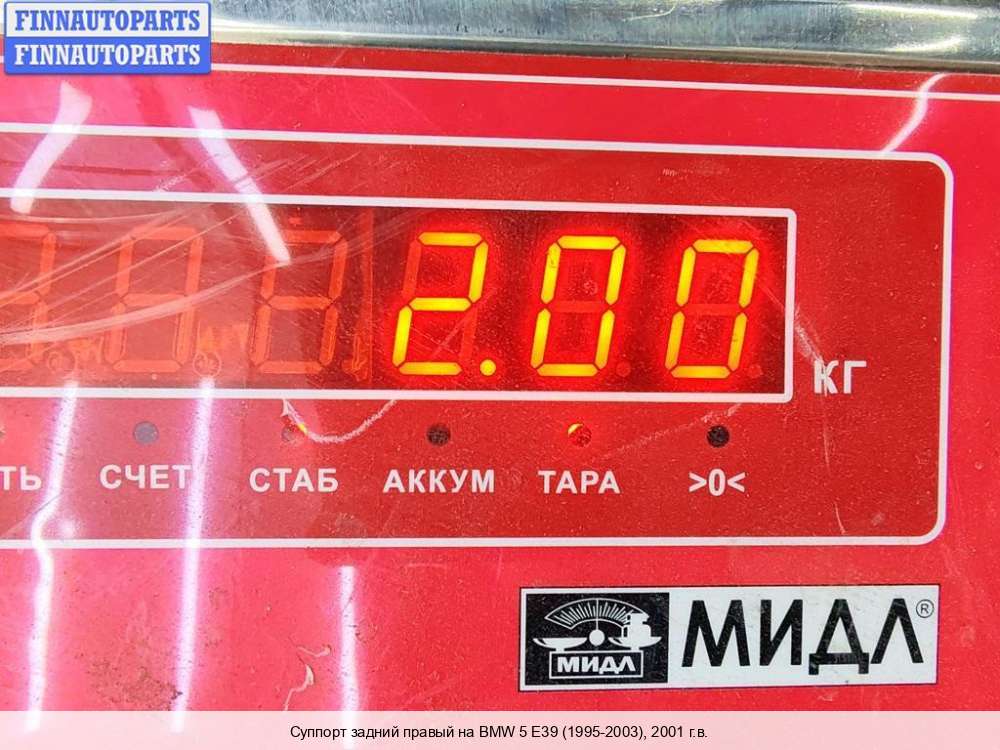 FINNAUTOPARTS
FINNAUTOPARTS
2.00
КГ
ТЬ СЧЕТ СТАБ АККУМ ТАРА >0<
МИДЛ МИДЛ®
Суппорт задний правый на BMW 5 E39 (1995-2003), 2001 г.в.